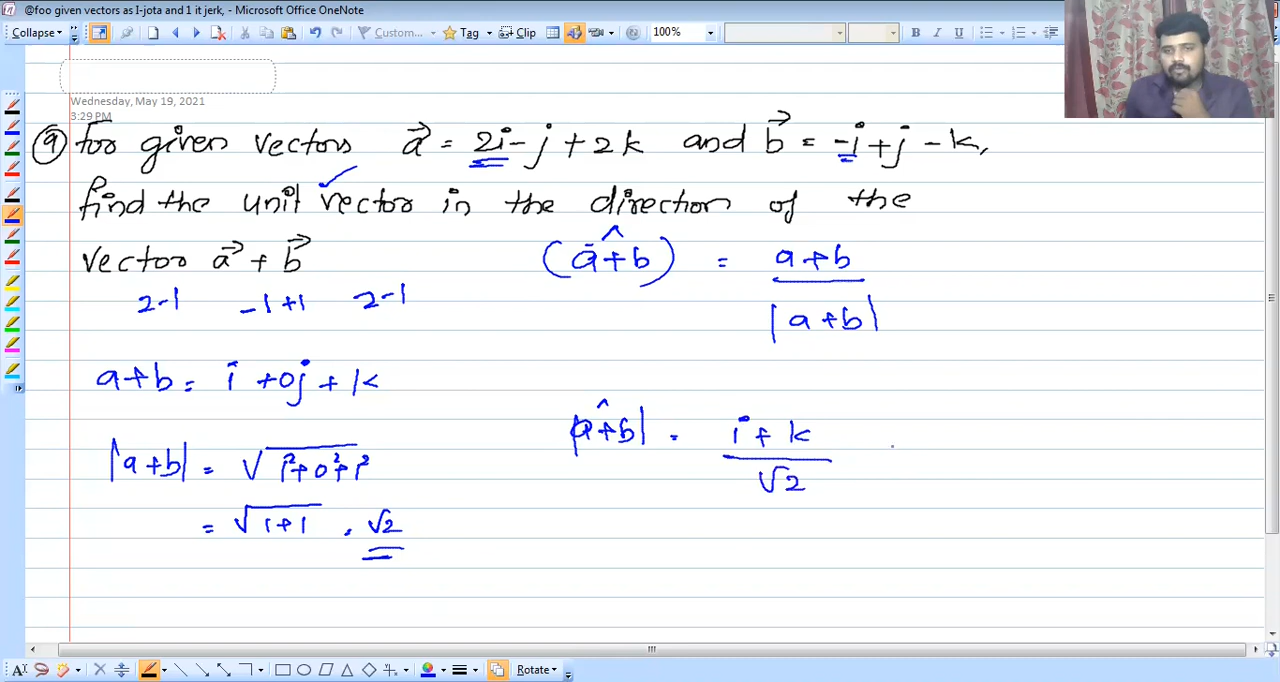 @foo given vectors as I-jota and 1 it jerk, - Microsoft Office OneNote
Collapse Custom... Tag Clip 100% B I U
Wednesday, May 19, 2021
3:29 PM
9 For given vectors a = 2i - j + 2k and b = -i + j - k,
find the unit vector in the direction of the
vector a + b
(a + b) = a + b / |a + b|
2-1 -1+1 2-1
a+b = i + 0j + k
|a+b| = i + k / √2
|a+b| = √1²+0²+1²
= √1+1 = √2
Rotate